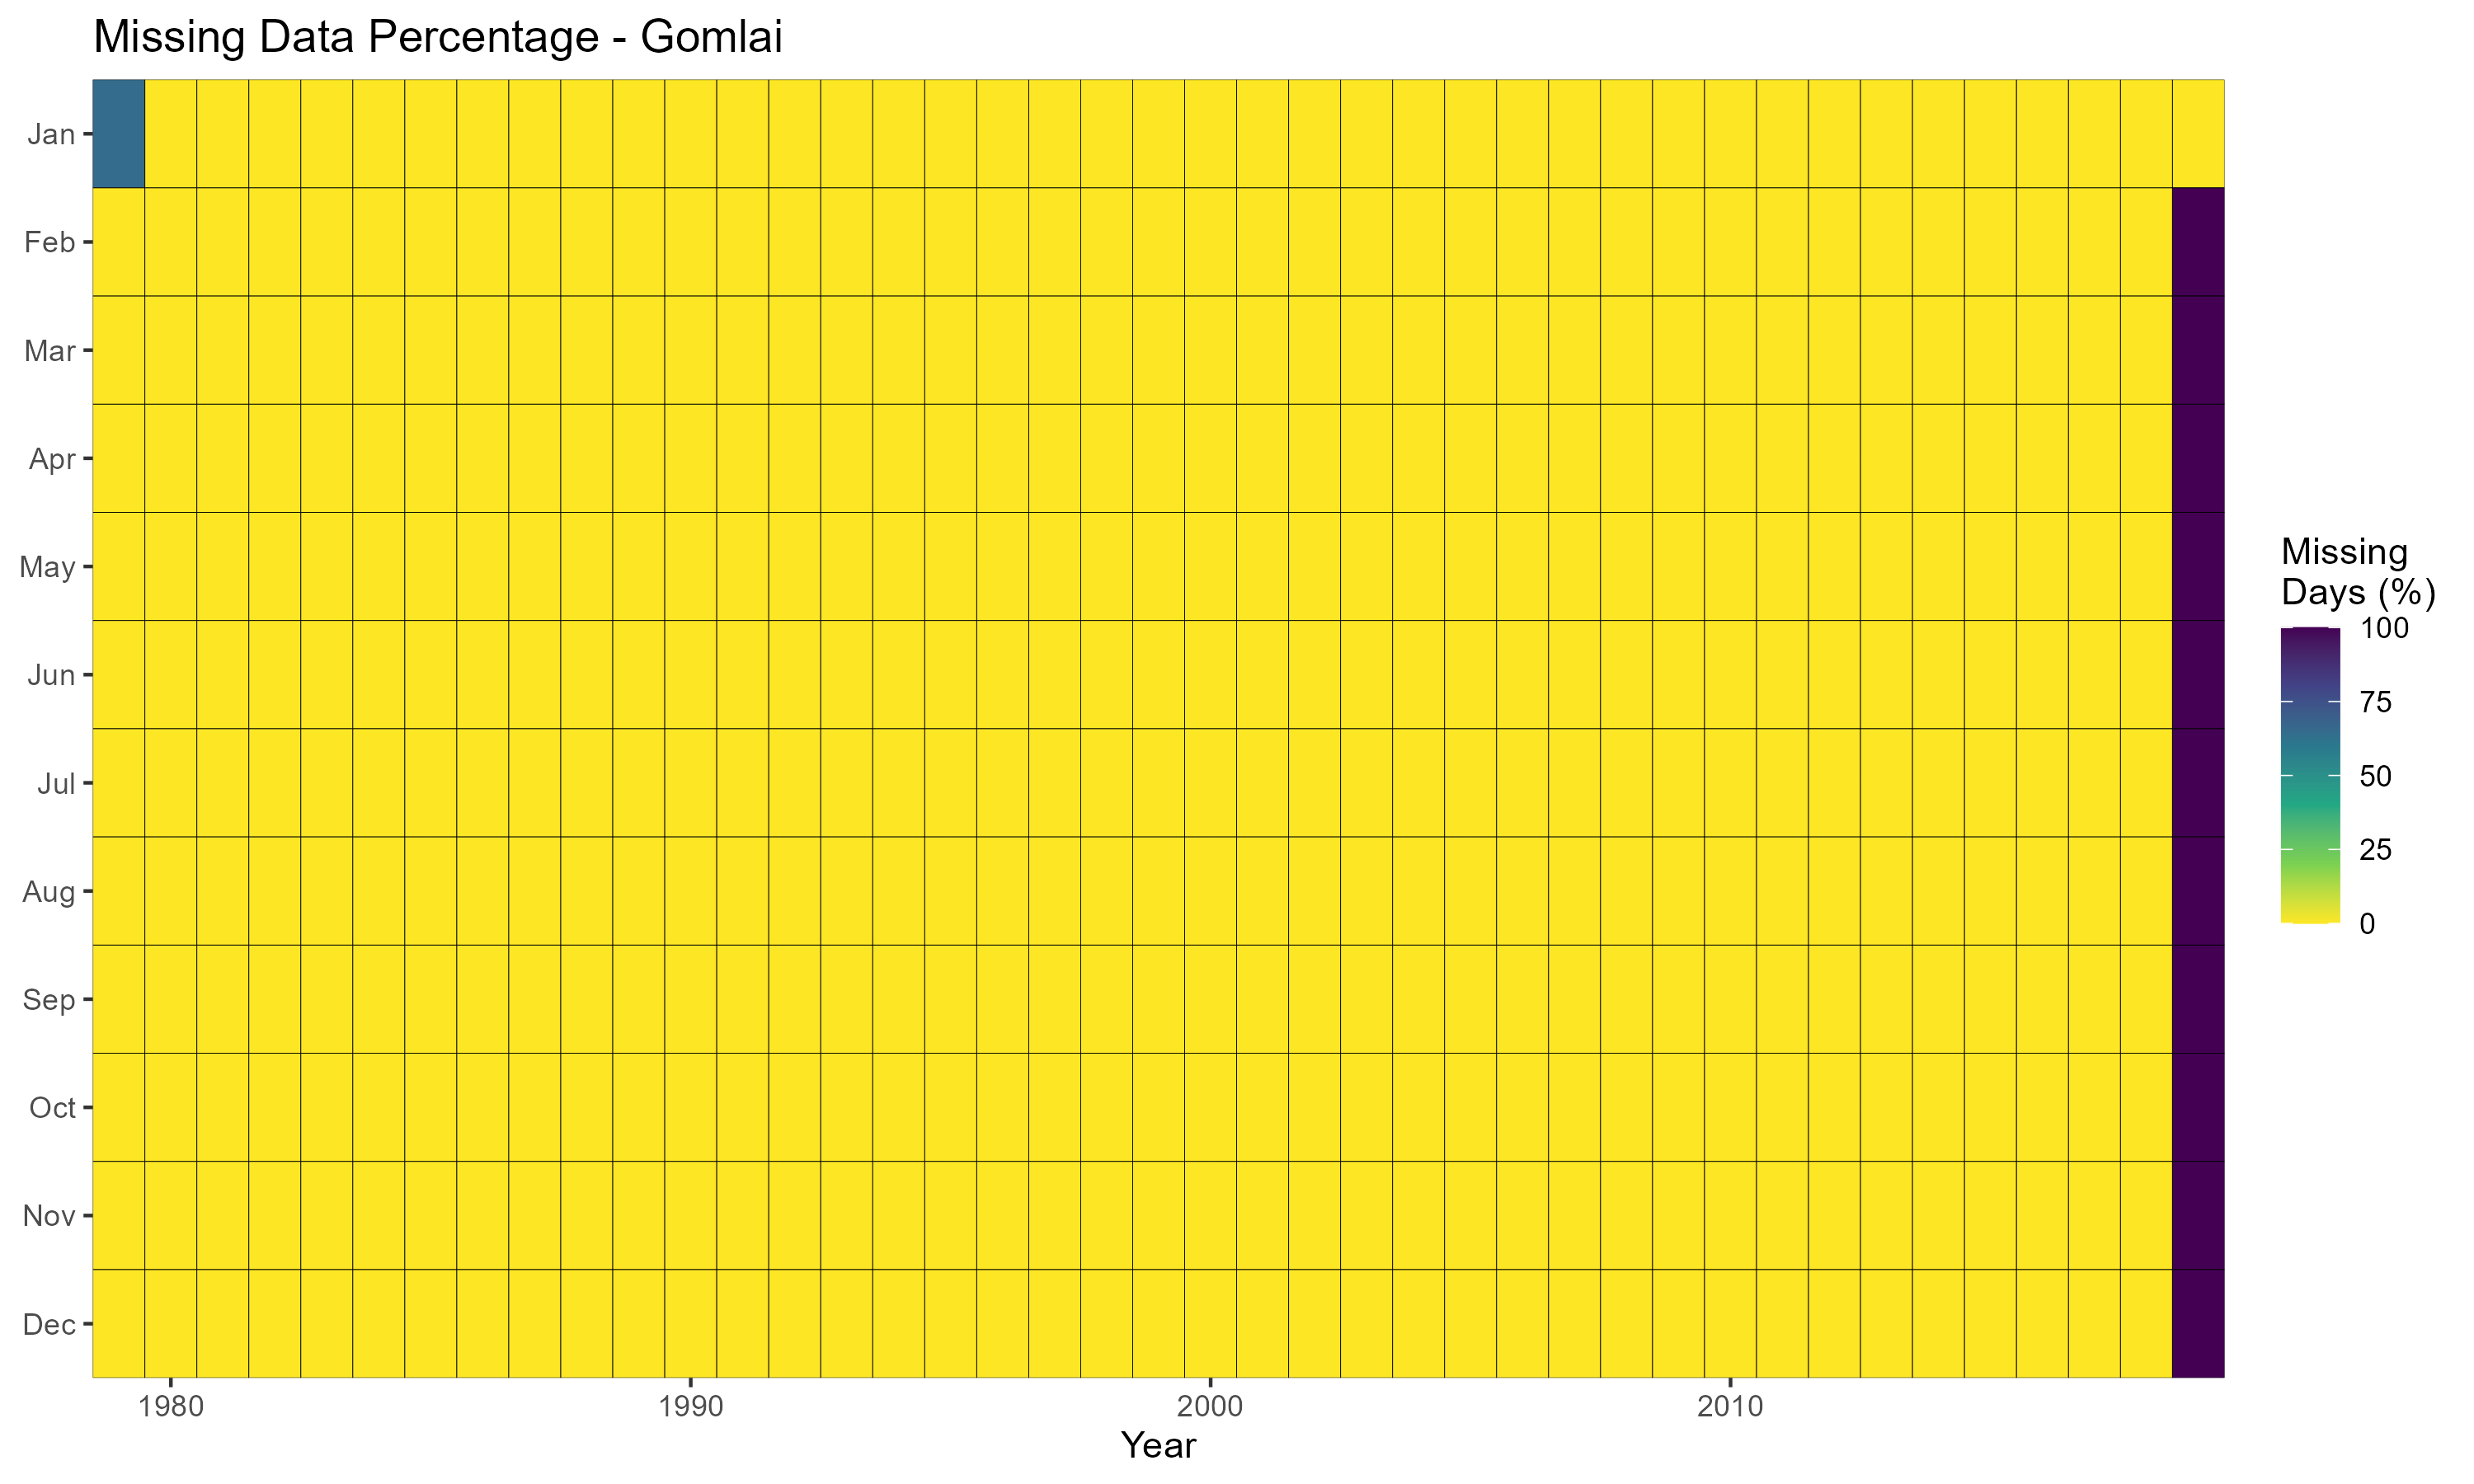 Missing Data Percentage - Gomlai
Jan
Feb
Mar
Apr
May
Jun
Jul
Aug
Sep
Oct
Nov
Dec
1980 1990 2000 2010
Year
Missing
Days (%)
100
75
50
25
0